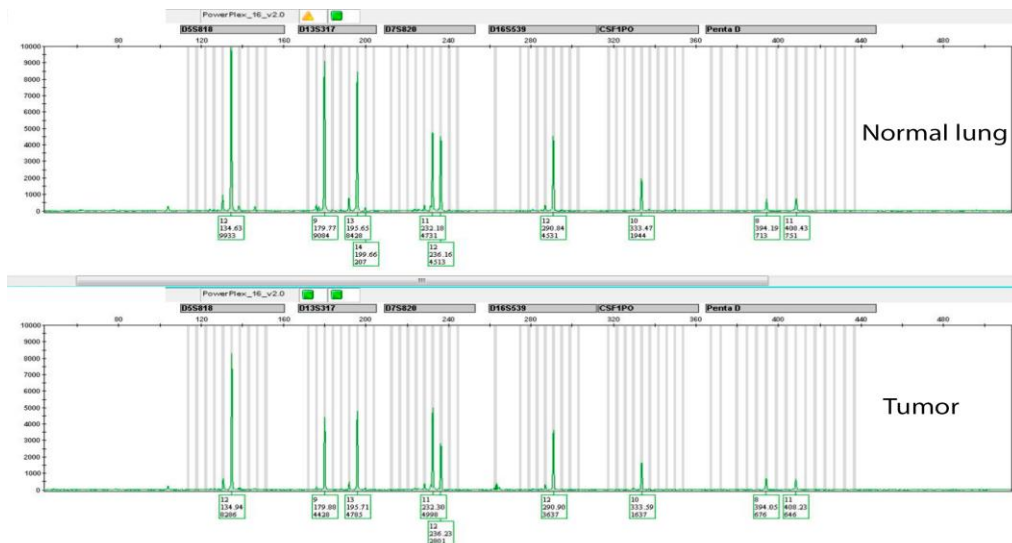 PowerPlex_16_v2.0
D5S818 D13S317 D7S820 D16S539 CSF1PO Penta D
80 120 160 200 240 280 320 360 400 440 480
10000
9000
8000
7000
6000
5000
4000
3000
2000
1000
0
Normal lung
12 9 13 11 12 10 8 11
134.63 179.77 195.65 232.18 290.84 333.47 394.19 408.43
9933 9084 8428 4731 4531 1944 713 751
14 12
199.66 236.16
207 4513
PowerPlex_16_v2.0
D5S818 D13S317 D7S820 D16S539 CSF1PO Penta D
80 120 160 200 240 280 320 360 400 440 480
10000
9000
8000
7000
6000
5000
4000
3000
2000
1000
0
Tumor
12 9 13 11 12 10 8 11
134.94 179.88 195.71 232.30 290.90 333.59 394.05 408.23
8286 4428 4785 4998 3637 1637 676 646
12
236.23
2801